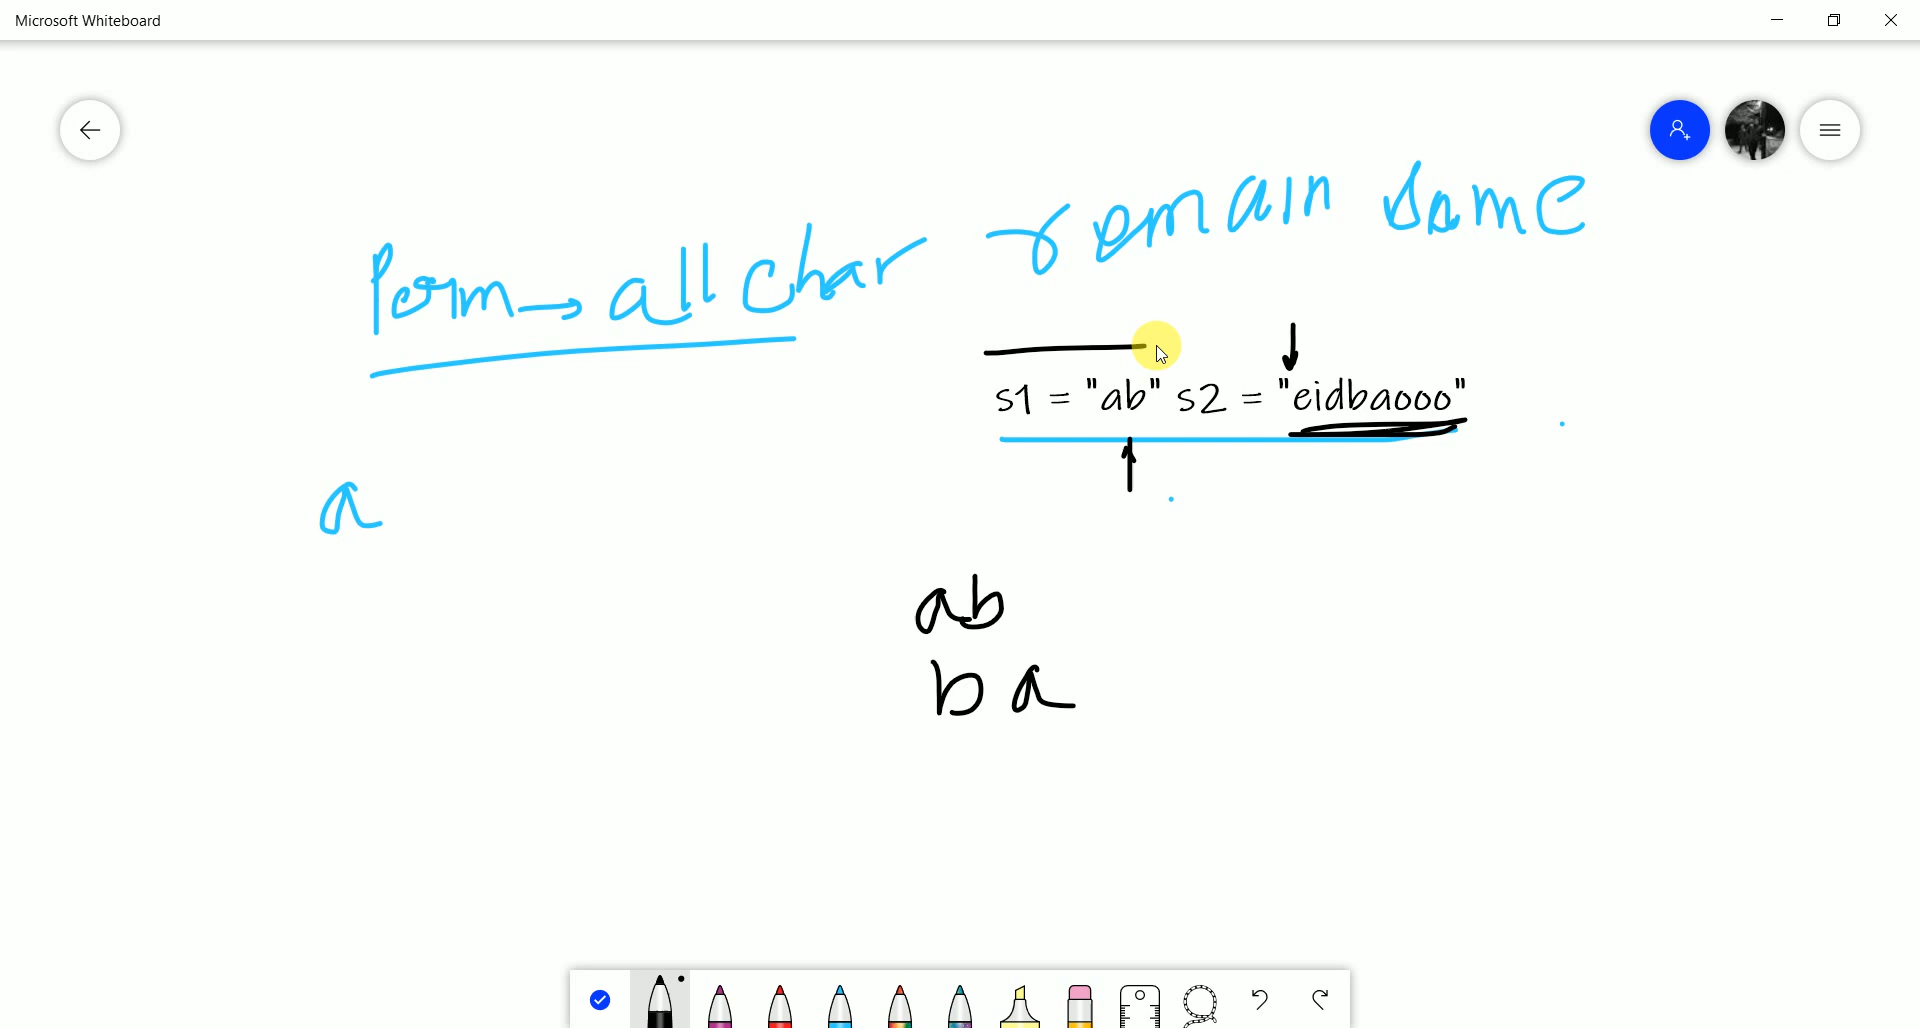 Microsoft Whiteboard
Perm → all char remain same
s1 = "ab" s2 = "eidbaooo"
a
ab
ba